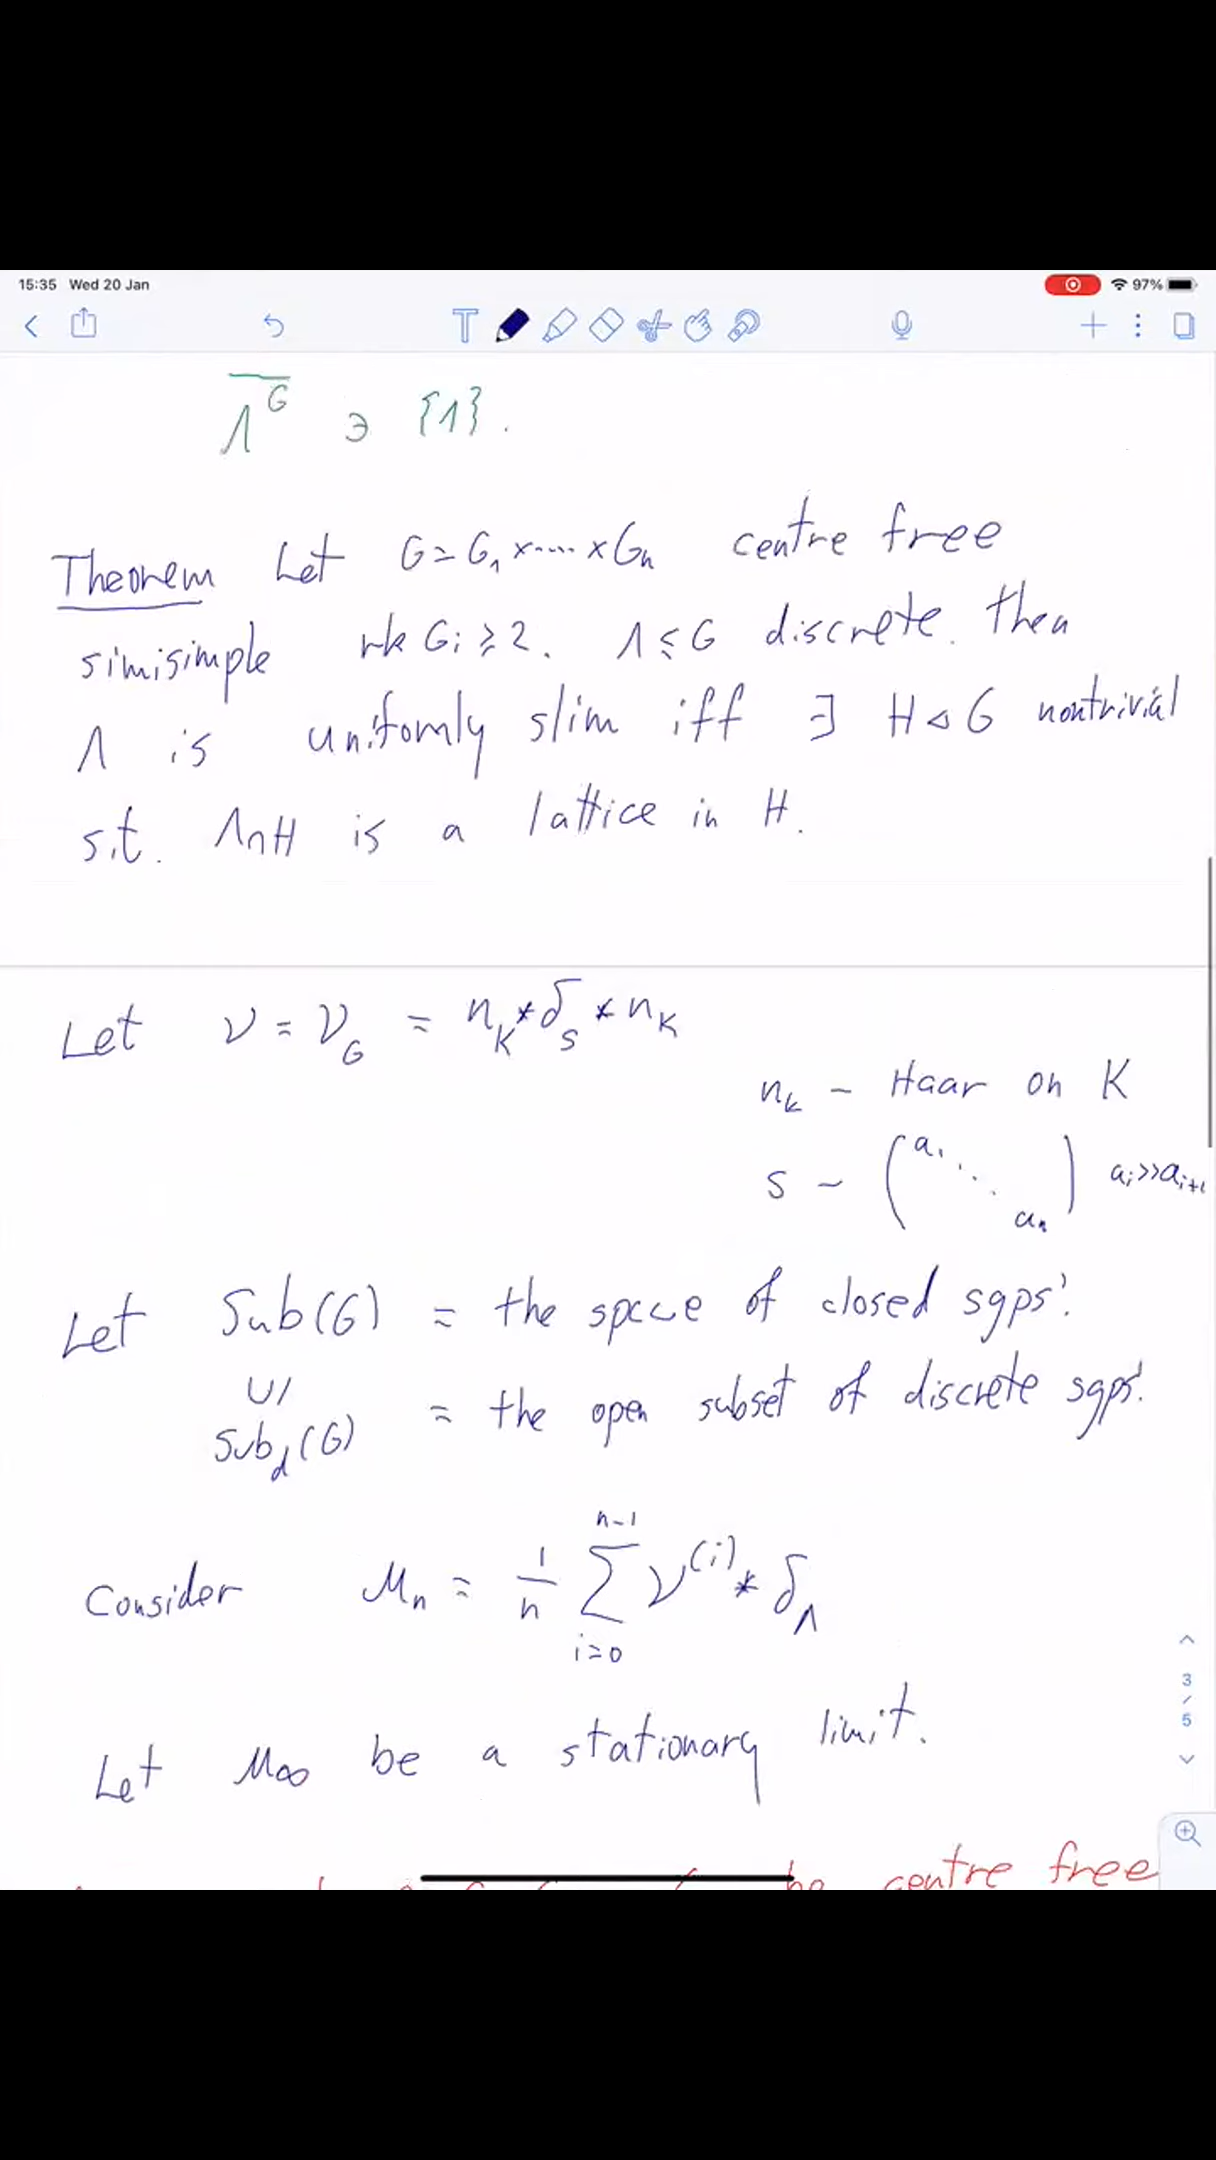 15:35 Wed 20 Jan
97%
Λ̅^G ∋ {1}.
Theorem Let G = G₁ × ⋯ × Gₙ centre free
simisimple rk Gᵢ ≥ 2. Λ ≤ G discrete. then
Λ is uniformly slim iff ∃ H ◁ G nontrivial
s.t. Λ∩H is a lattice in H.
Let ν = ν_G = n_K * δ_s * n_K
n_K – Haar on K
s – (a₁ ⋱ aₙ) aᵢ >> aᵢ₊₁
Let Sub(G) = the space of closed sgps'.
U/
Sub_d(G) = the open subset of discrete sgps'.
Consider μₙ = 1/n ∑_{i=0}^{n-1} ν^(i) * δ_Λ
Let μ∞ be a stationary limit.
3
/
5
be centre free